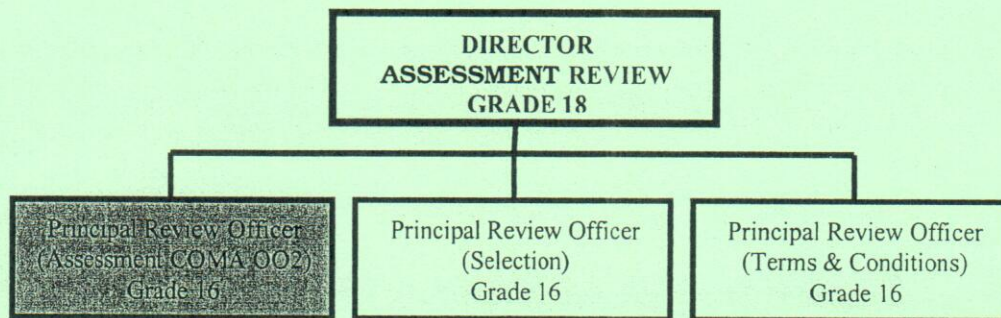 DIRECTOR
ASSESSMENT REVIEW
GRADE 18
Principal Review Officer
(Assessment COMA OO2)
Grade 16
Principal Review Officer
(Selection)
Grade 16
Principal Review Officer
(Terms & Conditions)
Grade 16